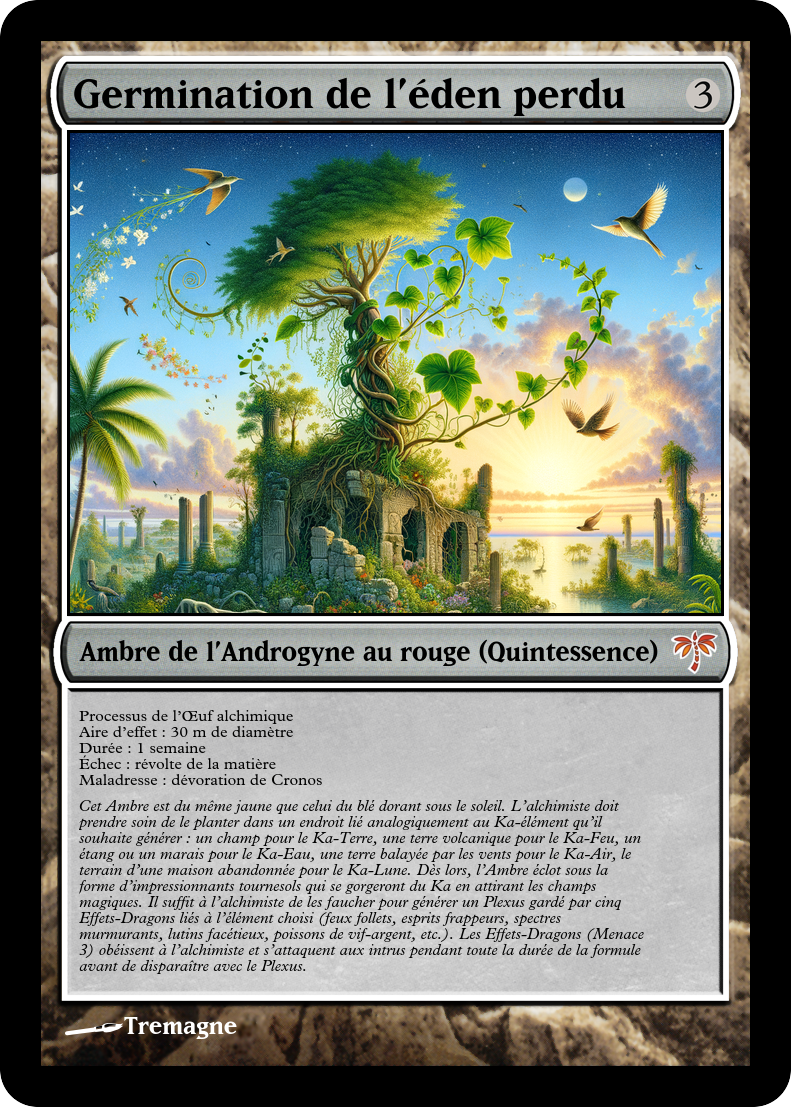 Germination de l'éden perdu 3
Ambre de l'Androgyne au rouge (Quintessence)
Processus de l'Œuf alchimique
Aire d'effet : 30 m de diamètre
Durée : 1 semaine
Échec : révolte de la matière
Maladresse : dévoration de Cronos
Cet Ambre est du même jaune que celui du blé dorant sous le soleil. L'alchimiste doit
prendre soin de le planter dans un endroit lié analogiquement au Ka-élément qu'il
souhaite générer : un champ pour le Ka-Terre, une terre volcanique pour le Ka-Feu, un
étang ou un marais pour le Ka-Eau, une terre balayée par les vents pour le Ka-Air, le
terrain d'une maison abandonnée pour le Ka-Lune. Dès lors, l'Ambre éclot sous la
forme d'impressionnants tournesols qui se gorgeront du Ka en attirant les champs
magiques. Il suffit à l'alchimiste de les faucher pour générer un Plexus gardé par cinq
Effets-Dragons liés à l'élément choisi (feux follets, esprits frappeurs, spectres
murmurants, lutins facétieux, poissons de vif-argent, etc.). Les Effets-Dragons (Menace
3) obéissent à l'alchimiste et s'attaquent aux intrus pendant toute la durée de la formule
avant de disparaître avec le Plexus.
Tremagne